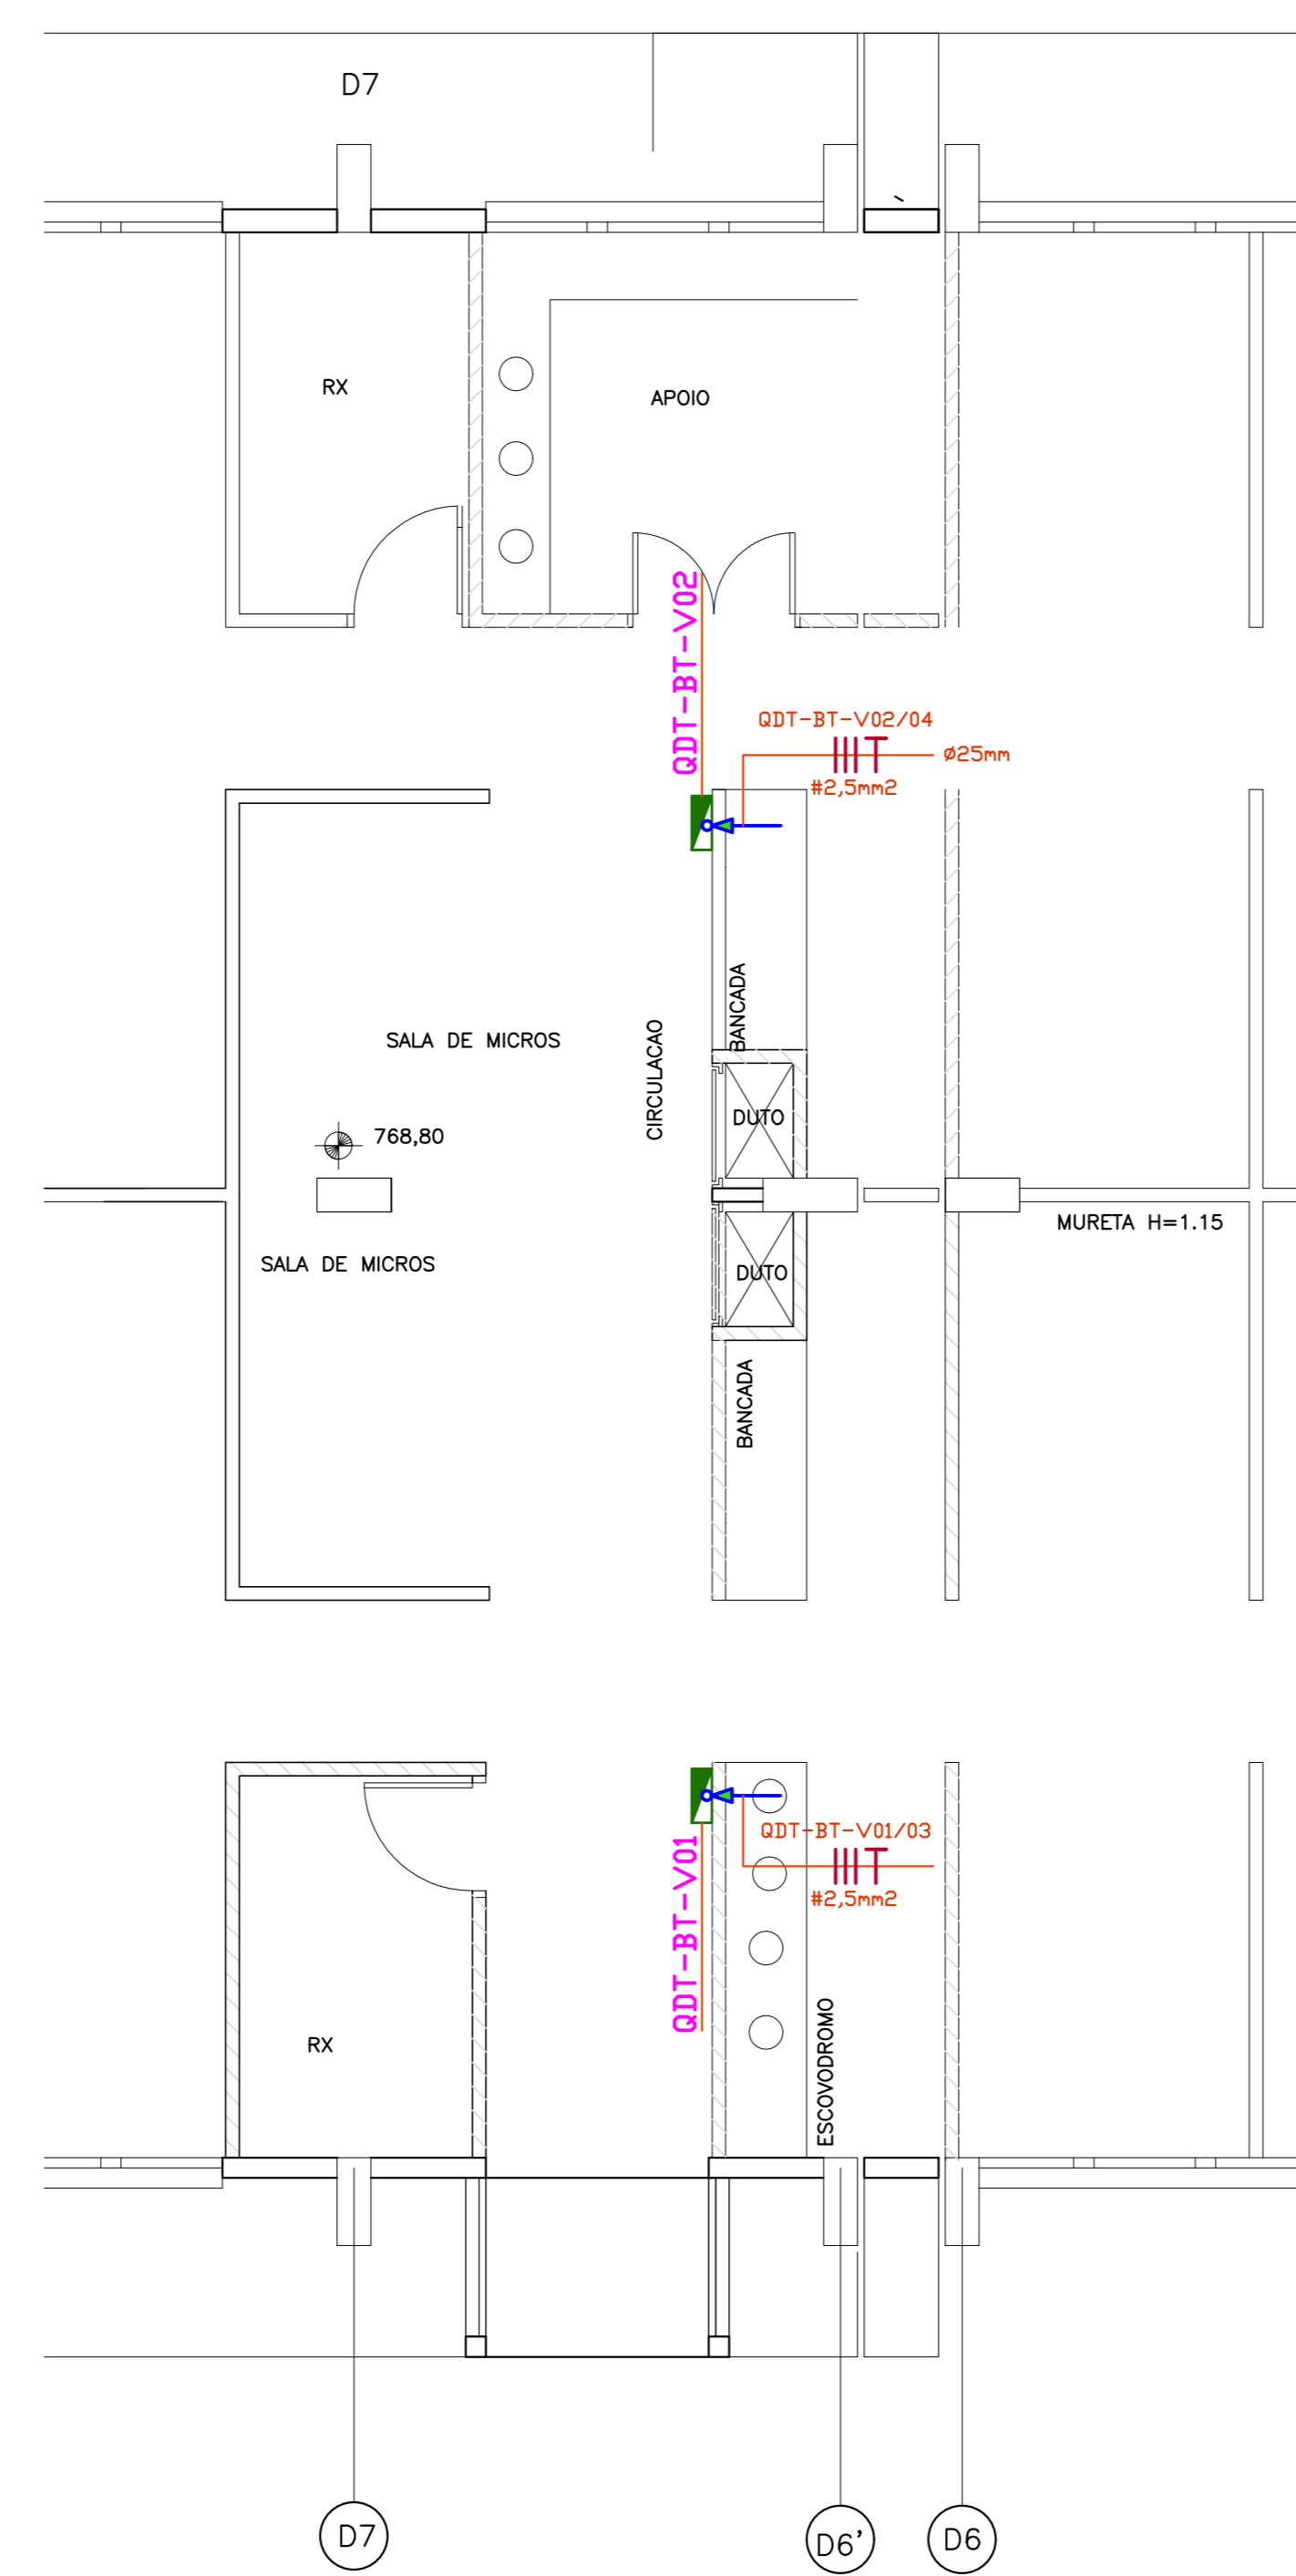 D7
RX
APOIO
QDT-BT-V02
QDT-BT-V02/04
Ø25mm
#2,5mm2
BANCADA
SALA DE MICROS
CIRCULACAO
DUTO
768,80
MURETA H=1.15
SALA DE MICROS
DUTO
BANCADA
QDT-BT-V01/03
QDT-BT-V01
#2,5mm2
RX
ESCOVODROMO
D7
D6'
D6